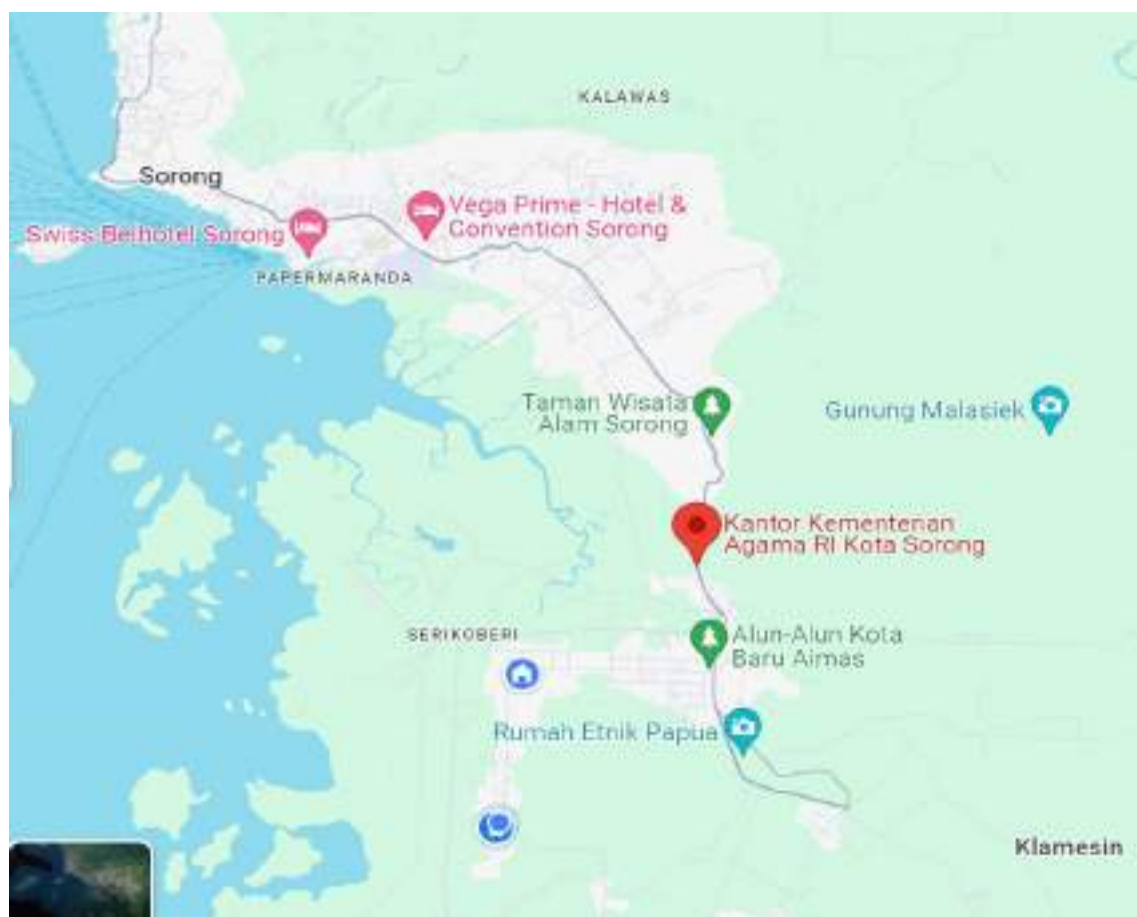 KALAWAS
Sorong
Vega Prime - Hotel &
Convention Sorong
Swiss-Belhotel Sorong
PAPERMARANDA
Taman Wisata
Alam Sorong
Gunung Malasiek
Kantor Kementerian
Agama RI Kota Sorong
SERIKOBERI
Alun-Alun Kota
Baru Aimas
Rumah Etnik Papua
Klamesin